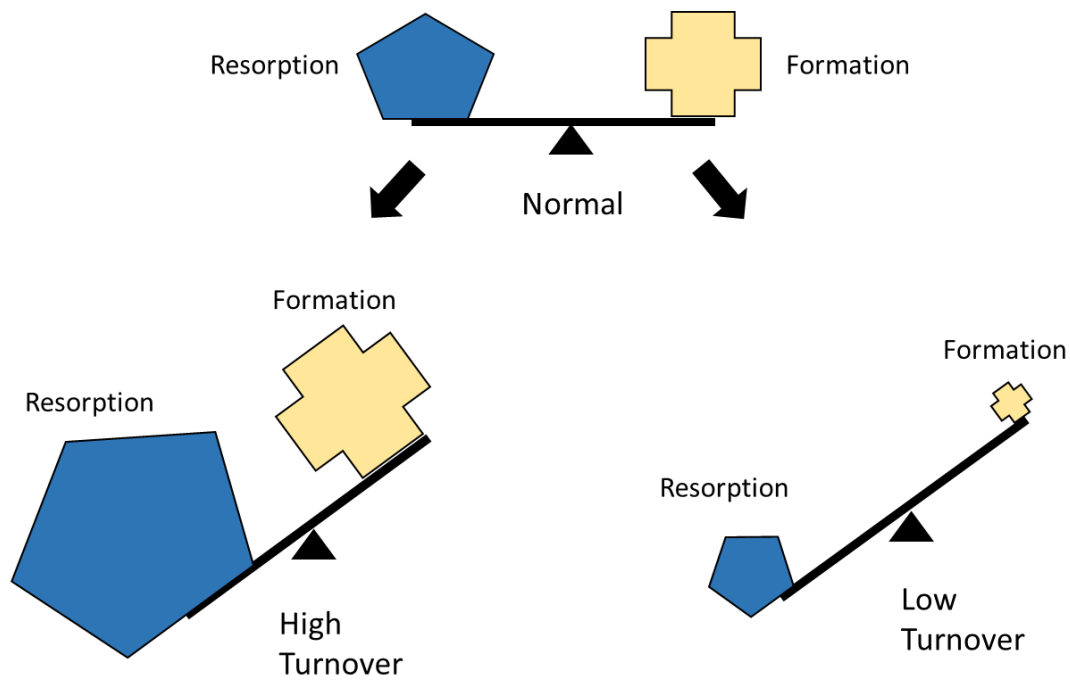 Resorption
Formation
Normal
Formation
Resorption
High
Turnover
Formation
Resorption
Low
Turnover